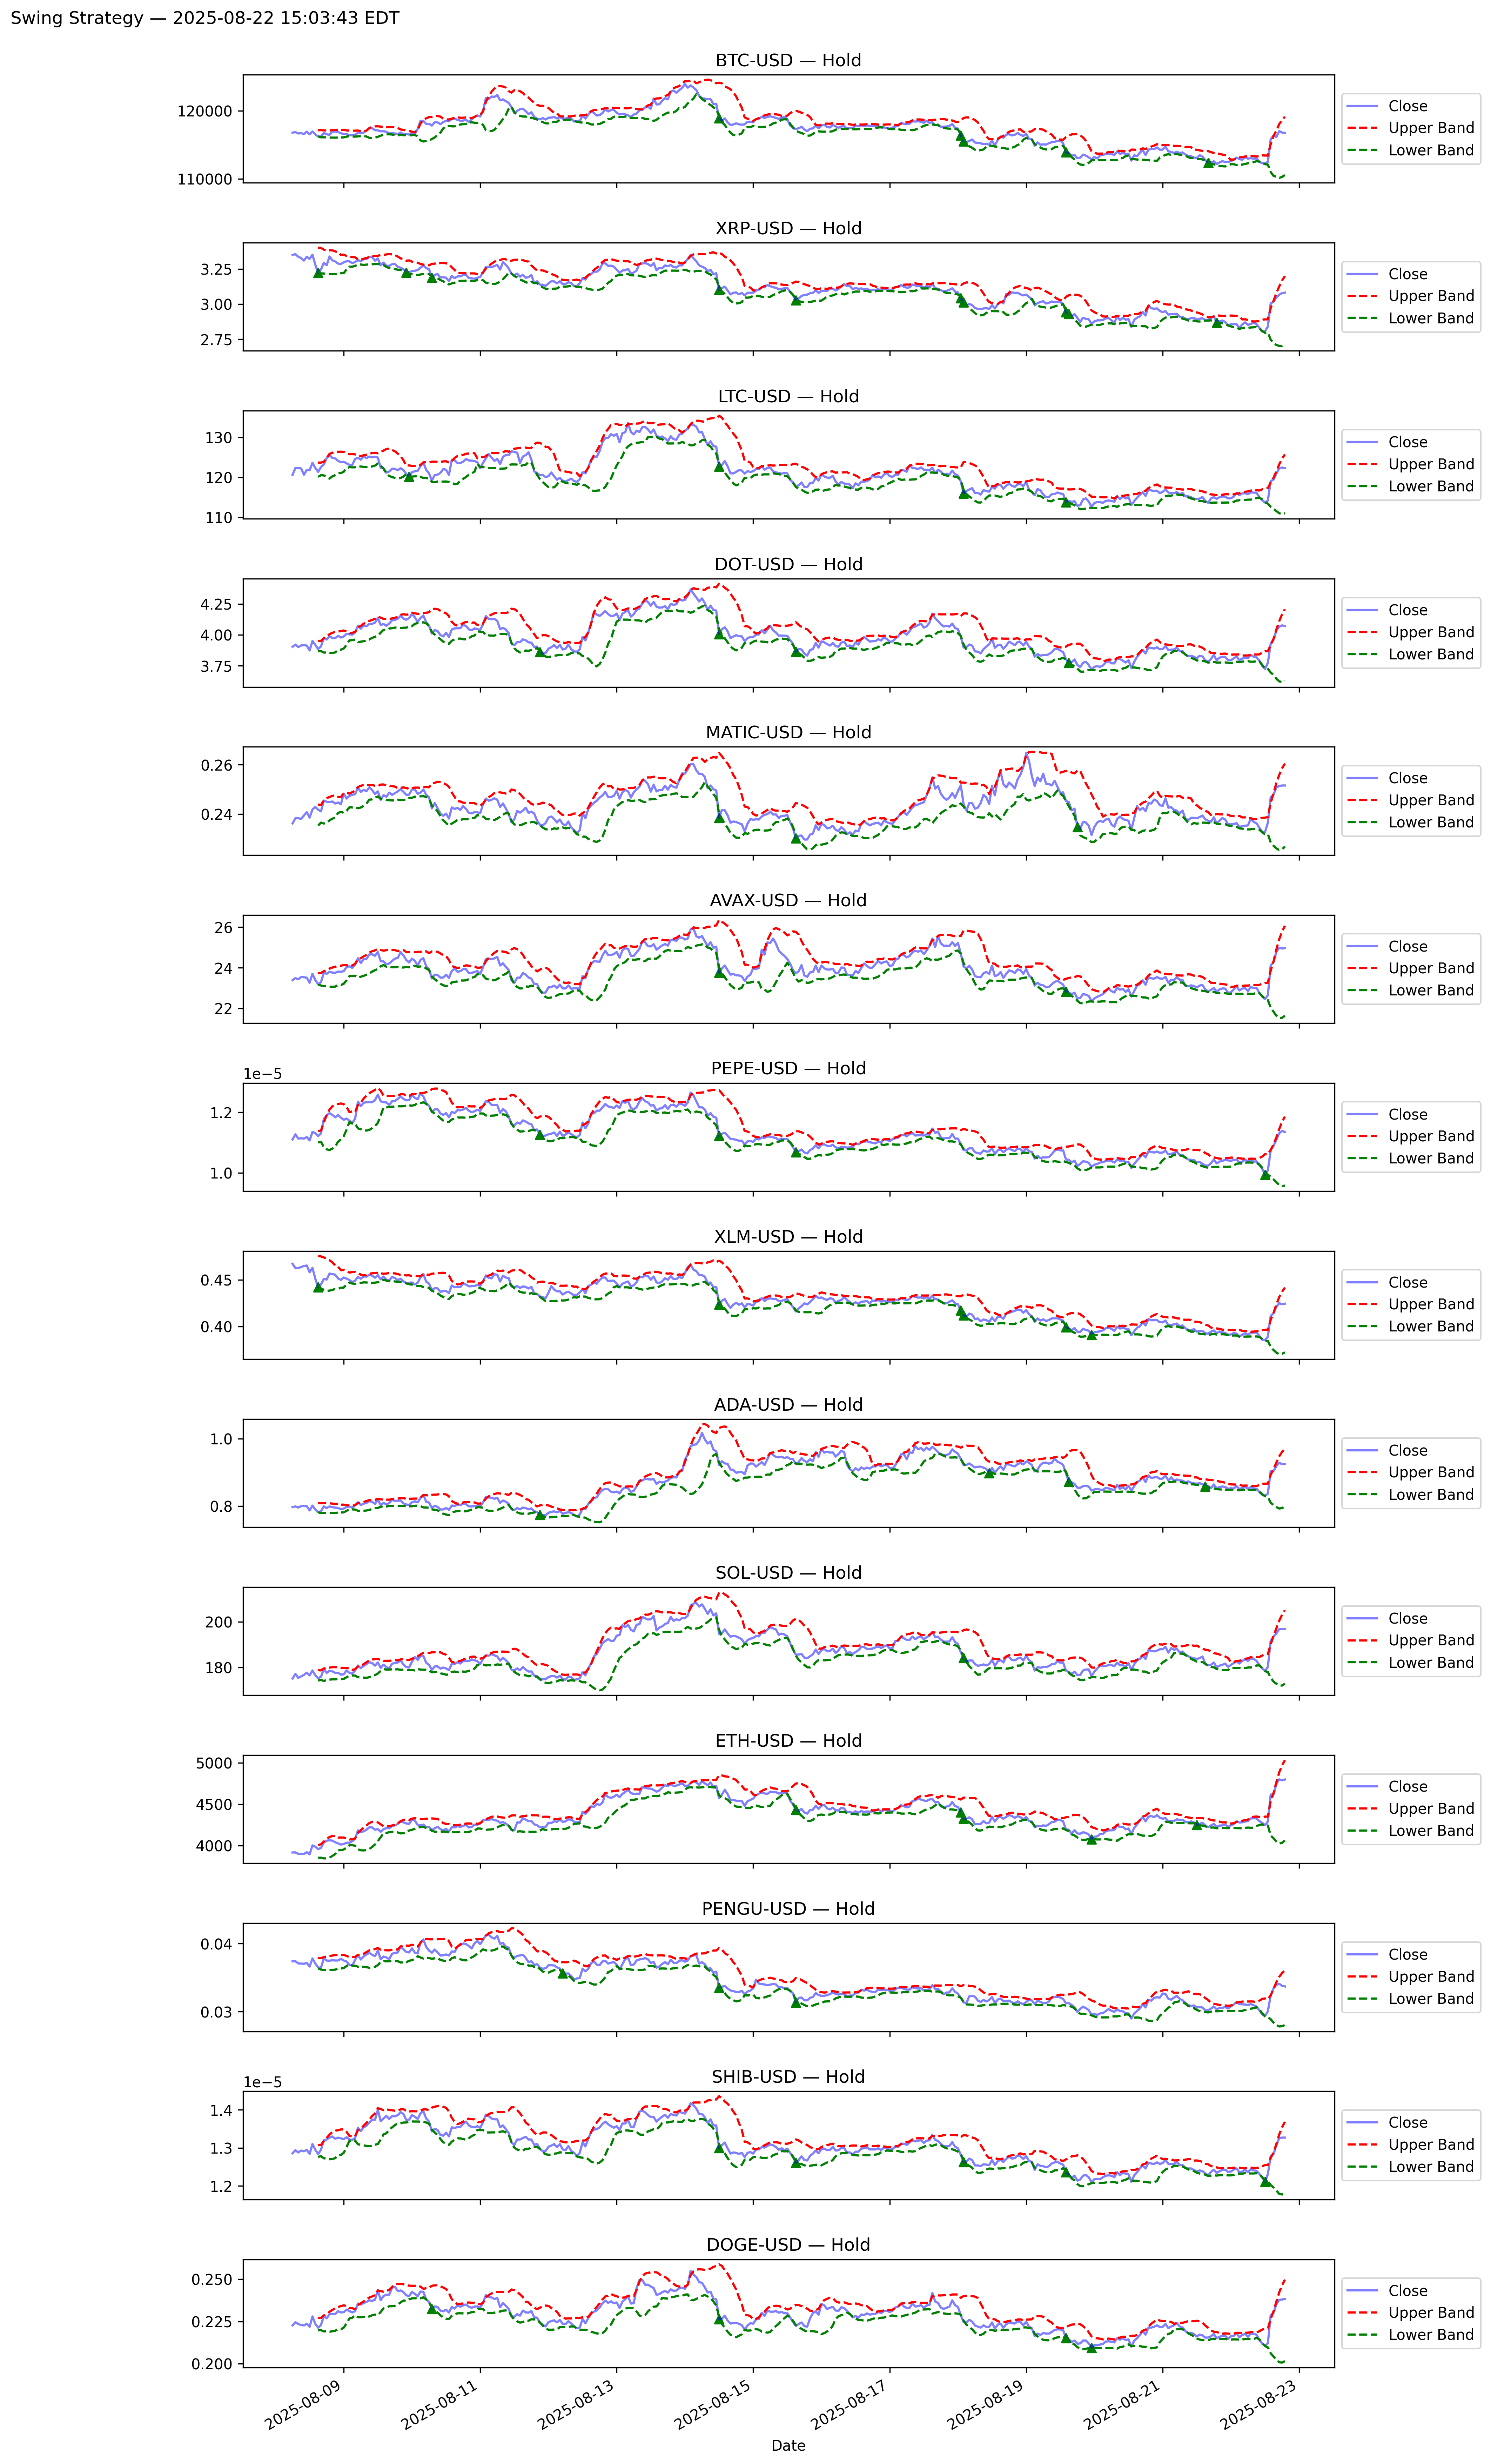 Swing Strategy — 2025-08-22 15:03:43 EDT
BTC-USD — Hold
120000
110000
Close
Upper Band
Lower Band
XRP-USD — Hold
3.25
3.00
2.75
Close
Upper Band
Lower Band
LTC-USD — Hold
130
120
110
Close
Upper Band
Lower Band
DOT-USD — Hold
4.25
4.00
3.75
Close
Upper Band
Lower Band
MATIC-USD — Hold
0.26
0.24
Close
Upper Band
Lower Band
AVAX-USD — Hold
26
24
22
Close
Upper Band
Lower Band
PEPE-USD — Hold
1e−5
1.2
1.0
Close
Upper Band
Lower Band
XLM-USD — Hold
0.45
0.40
Close
Upper Band
Lower Band
ADA-USD — Hold
1.0
0.8
Close
Upper Band
Lower Band
SOL-USD — Hold
200
180
Close
Upper Band
Lower Band
ETH-USD — Hold
5000
4500
4000
Close
Upper Band
Lower Band
PENGU-USD — Hold
0.04
0.03
Close
Upper Band
Lower Band
SHIB-USD — Hold
1e−5
1.4
1.3
1.2
Close
Upper Band
Lower Band
DOGE-USD — Hold
0.250
0.225
0.200
Close
Upper Band
Lower Band
2025-08-09
2025-08-11
2025-08-13
2025-08-15
2025-08-17
2025-08-19
2025-08-21
2025-08-23
Date